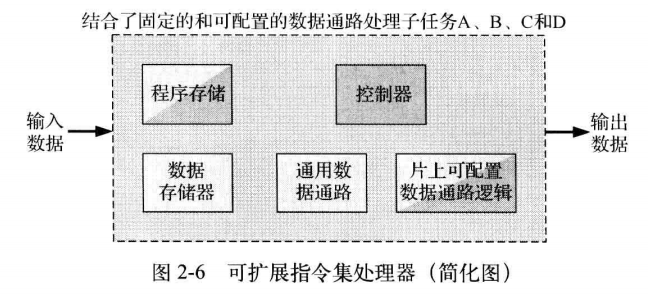 结合了固定的和可配置的数据通路处理子任务A、B、C和D
程序存储
控制器
输入
数据
输出
数据
数据
存储器
通用数
据通路
片上可配置
数据通路逻辑
图 2-6 可扩展指令集处理器（简化图）